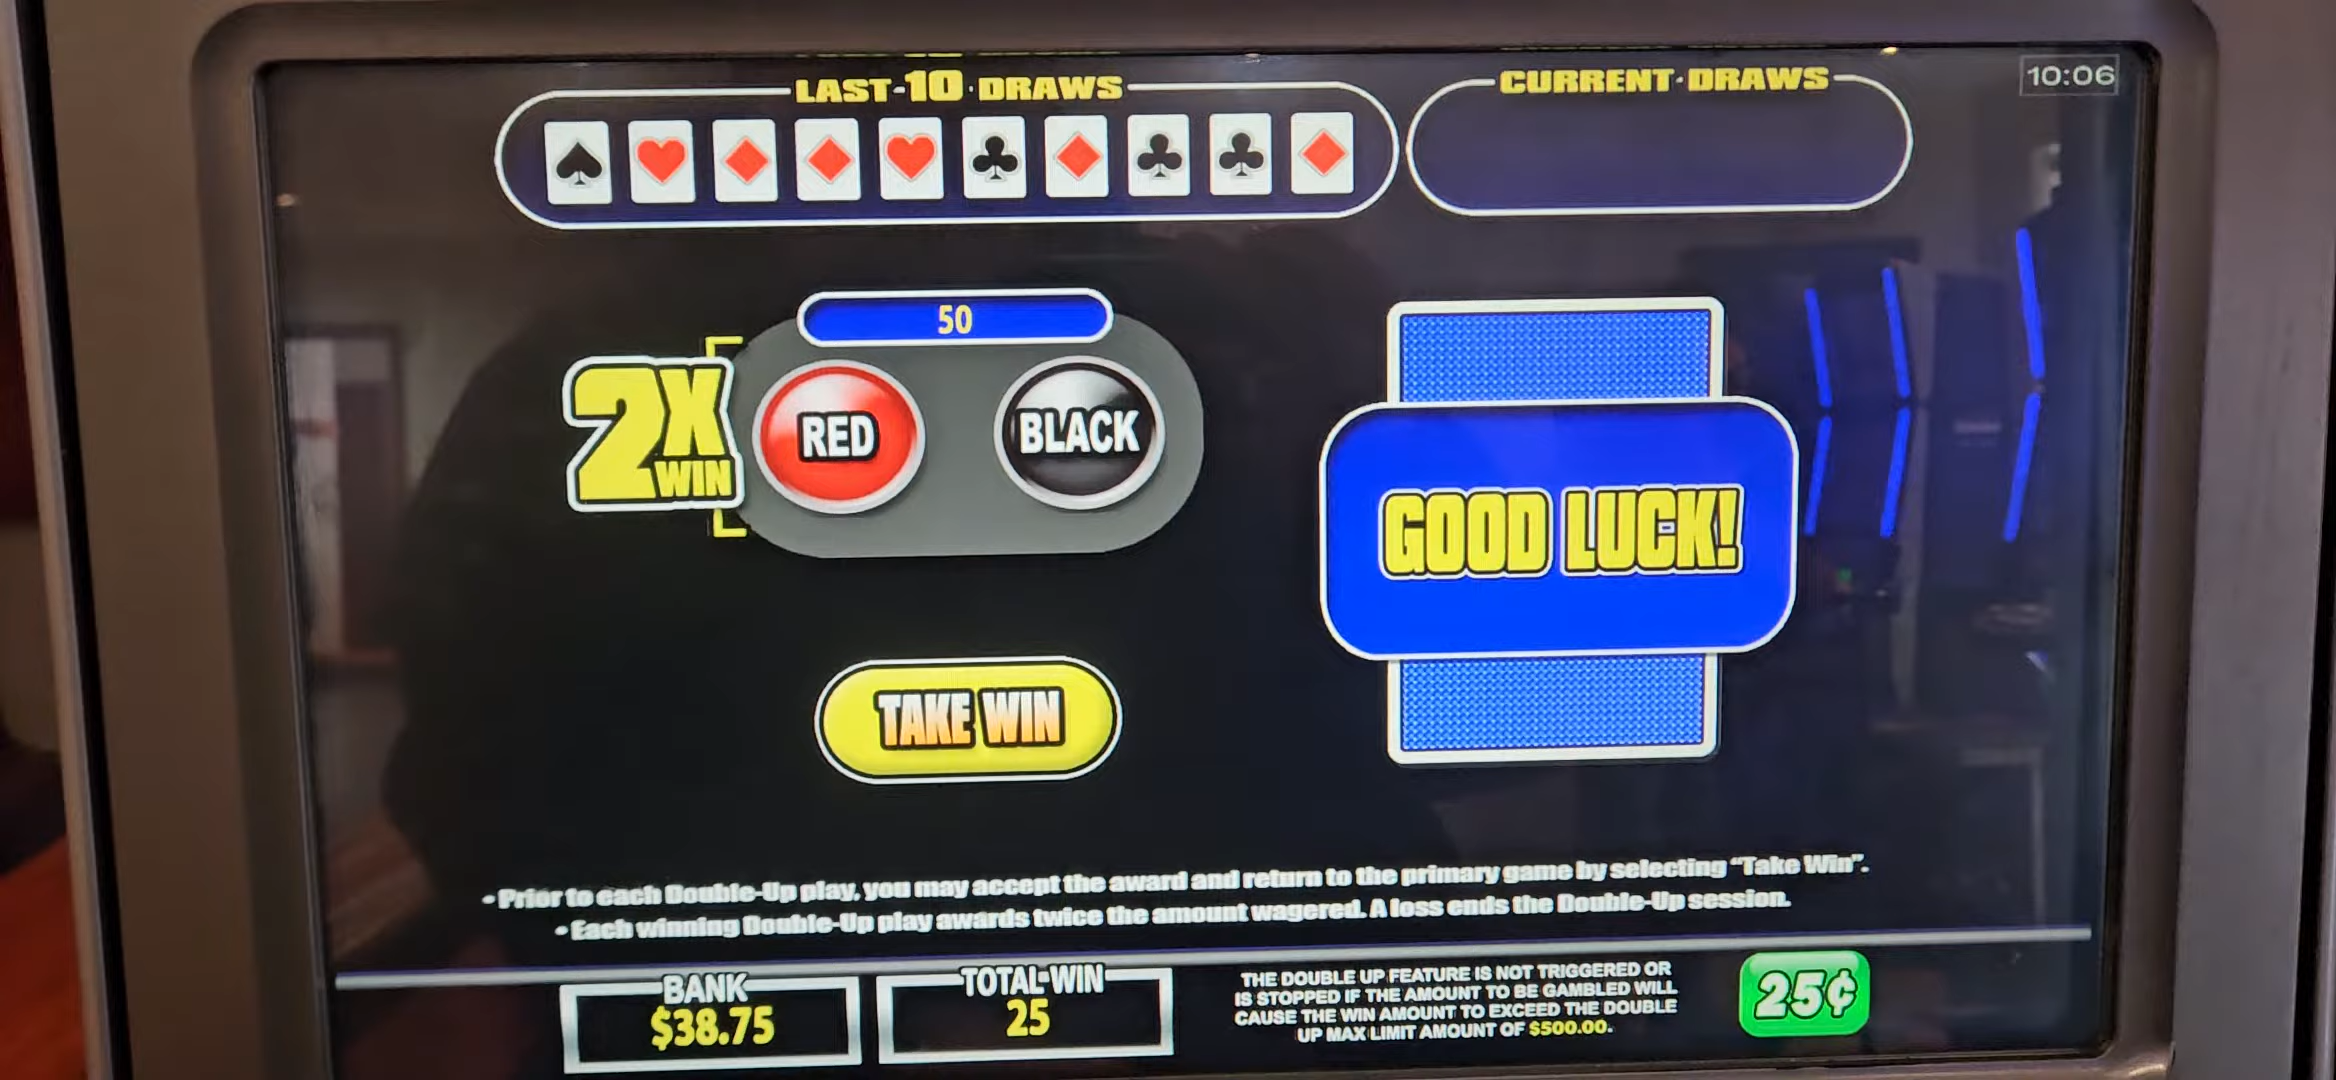 LAST-10-DRAWS
CURRENT-DRAWS
10:06
50
2X
WIN
RED
BLACK
GOOD LUCK!
TAKE WIN
• Prior to each Double-Up play, you may accept the award and return to the primary game by selecting “Take Win”.
• Each winning Double-Up play awards twice the amount wagered. A loss ends the Double-Up session.
BANK
$38.75
TOTAL-WIN
25
THE DOUBLE UP FEATURE IS NOT TRIGGERED OR
IS STOPPED IF THE AMOUNT TO BE GAMBLED WILL
CAUSE THE WIN AMOUNT TO EXCEED THE DOUBLE
UP MAX LIMIT AMOUNT OF $500.00.
25¢